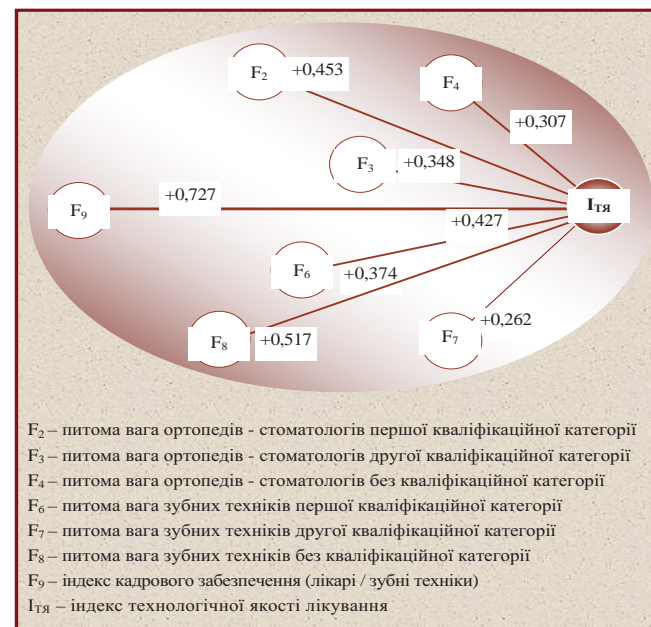 F₂ +0,453
F₄
+0,307
F₃ +0,348
F₉ +0,727
Iтя
+0,427
F₆ +0,374
F₈ +0,517
F₇ +0,262
F₂ – питома вага ортопедів - стоматологів першої кваліфікаційної категорії
F₃ – питома вага ортопедів - стоматологів другої кваліфікаційної категорії
F₄ – питома вага ортопедів - стоматологів без кваліфікаційної категорії
F₆ – питома вага зубних техніків першої кваліфікаційної категорії
F₇ – питома вага зубних техніків другої кваліфікаційної категорії
F₈ – питома вага зубних техніків без кваліфікаційної категорії
F₉ – індекс кадрового забезпечення (лікарі / зубні техніки)
IТЯ – індекс технологічної якості лікування